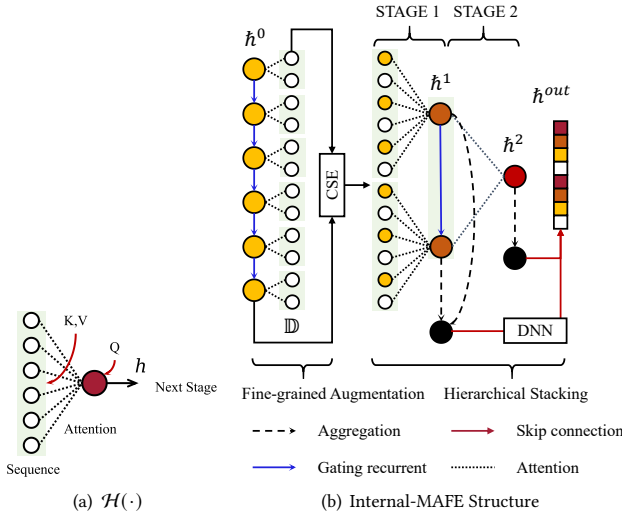 STAGE 1 STAGE 2
ℏ⁰
ℏ¹
ℏᵒᵘᵗ
ℏ²
CSE
𝔻
DNN
K,V
Q
h
Next Stage
Attention
Sequence
Fine-grained Augmentation
Hierarchical Stacking
Aggregation
Skip connection
Gating recurrent
Attention
(a) ℋ(·)
(b) Internal-MAFE Structure